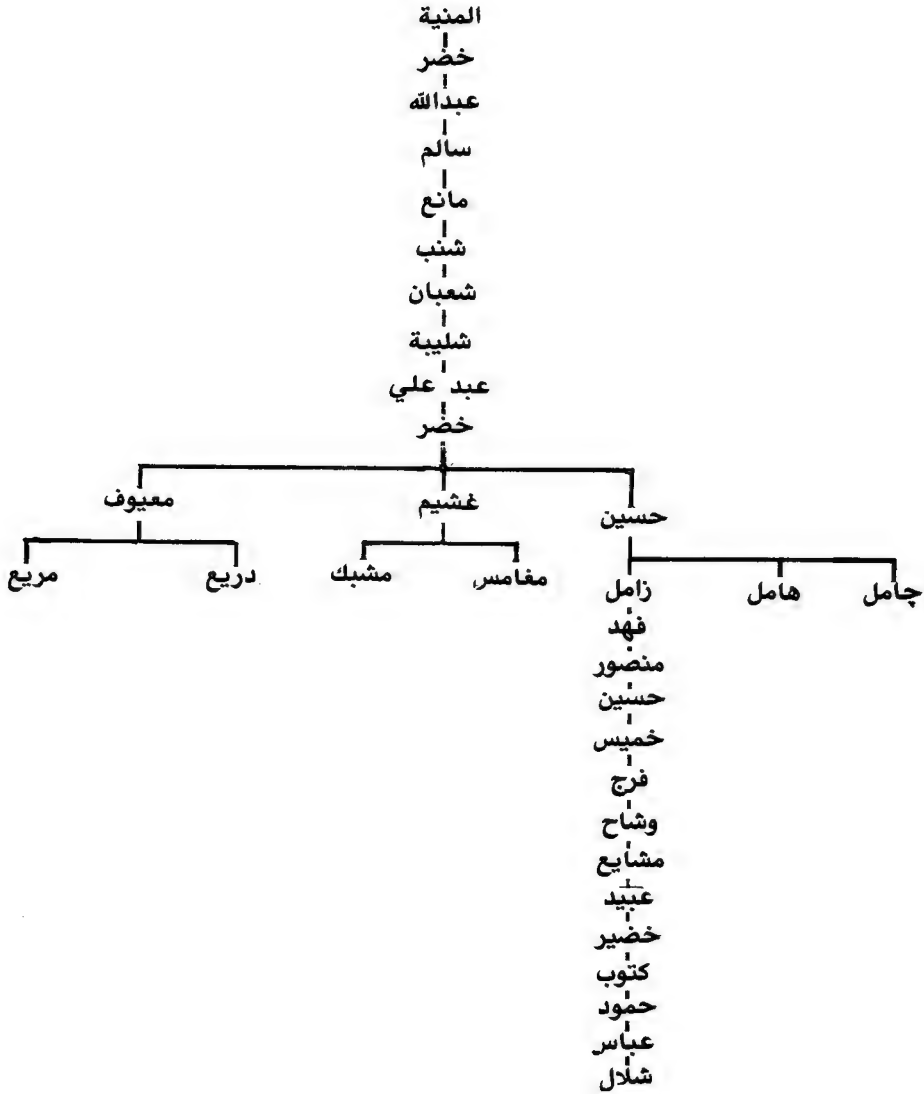 المنية
خضر
عبدالله
سالم
مانع
شنب
شعبان
شليبة
عبد علي
خضر
حسين غشيم معيوف
چامل هامل زامل مغامس مشبك دريع مريع
فهد
منصور
حسين
خميس
فرج
وشاح
مشايع
عبيد
خضير
كتوب
حمود
عباس
شلال